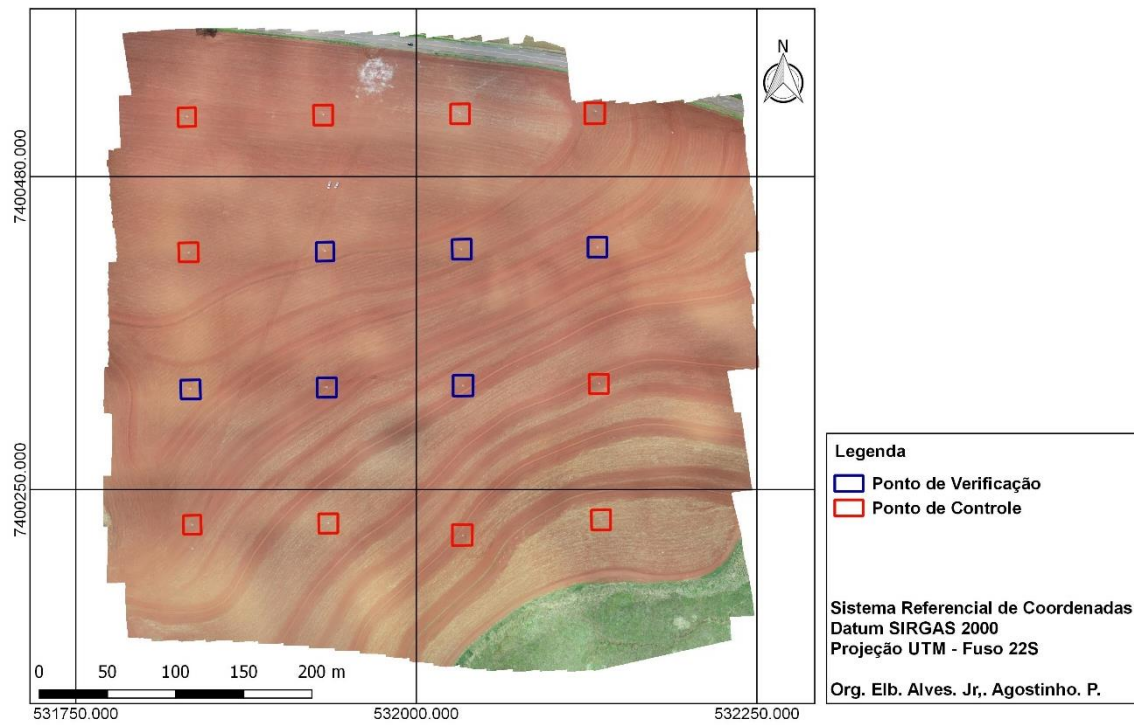 N
7400480.000
7400250.000
0 50 100 150 200 m
531750.000 532000.000 532250.000
Legenda
Ponto de Verificação
Ponto de Controle
Sistema Referencial de Coordenadas
Datum SIRGAS 2000
Projeção UTM - Fuso 22S
Org. Elb. Alves. Jr,. Agostinho. P.